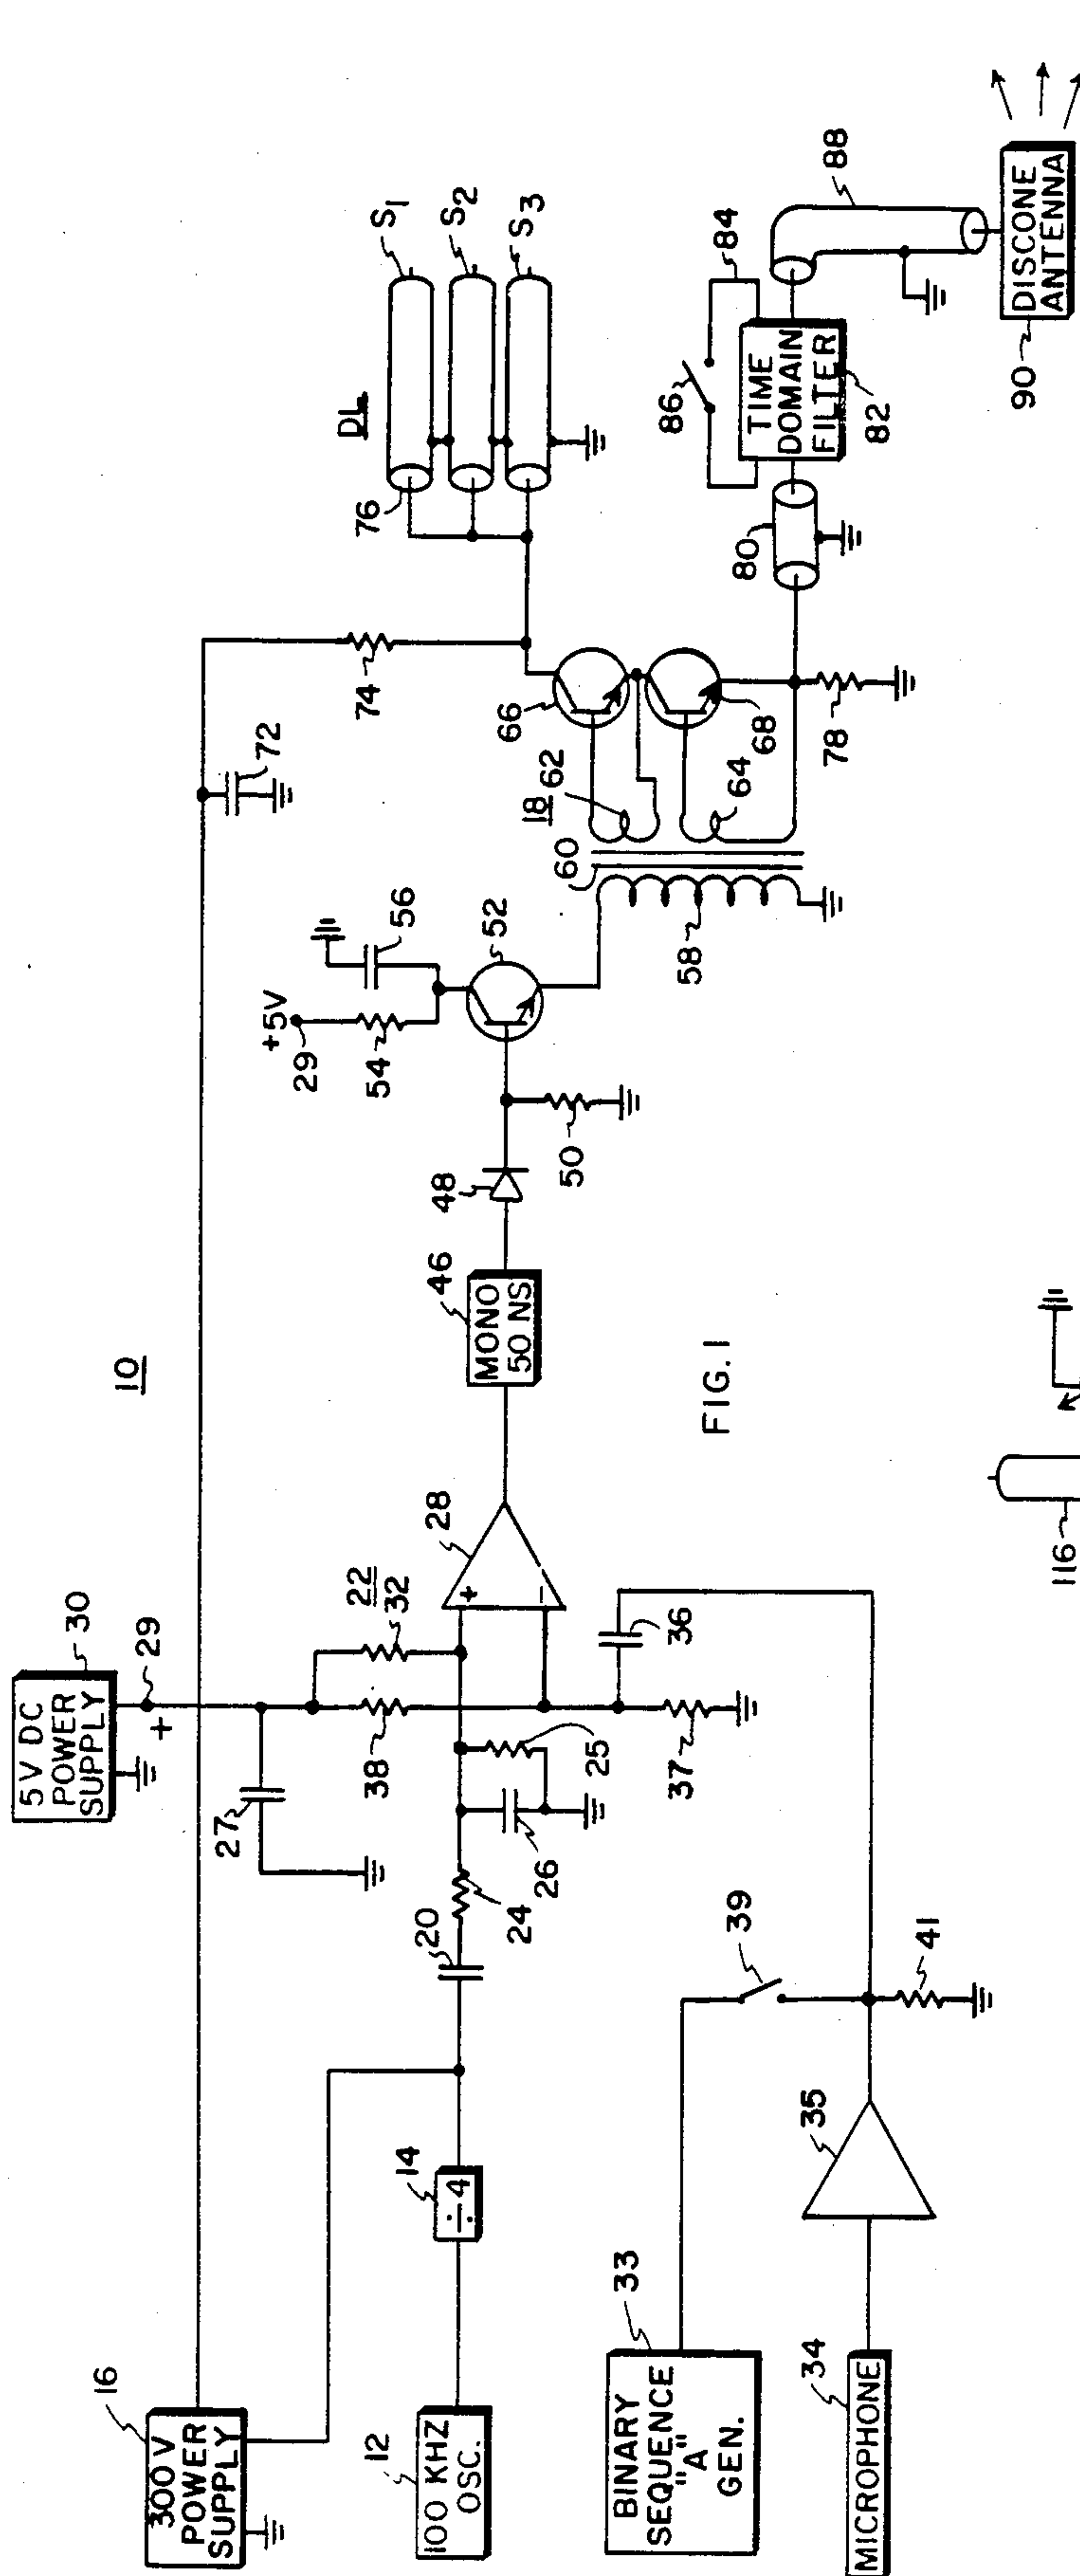 10
16
300 V
POWER
SUPPLY
5V DC
POWER
SUPPLY
30
29
+
27
12
100 KHZ
OSC.
14
÷4
20
24
26
25
38
32
22
28
+
-
37
36
33
BINARY
SEQUENCE
"A"
GEN.
39
34
MICROPHONE
35
41
46
MONO
50 NS
48
50
+5V
29
54
56
52
58
60
18
62
64
66
68
72
74
78
76
DL
S1
S2
S3
80
86
84
TIME
DOMAIN
FILTER
82
88
90
DISCONE
ANTENNA
FIG. 1
116